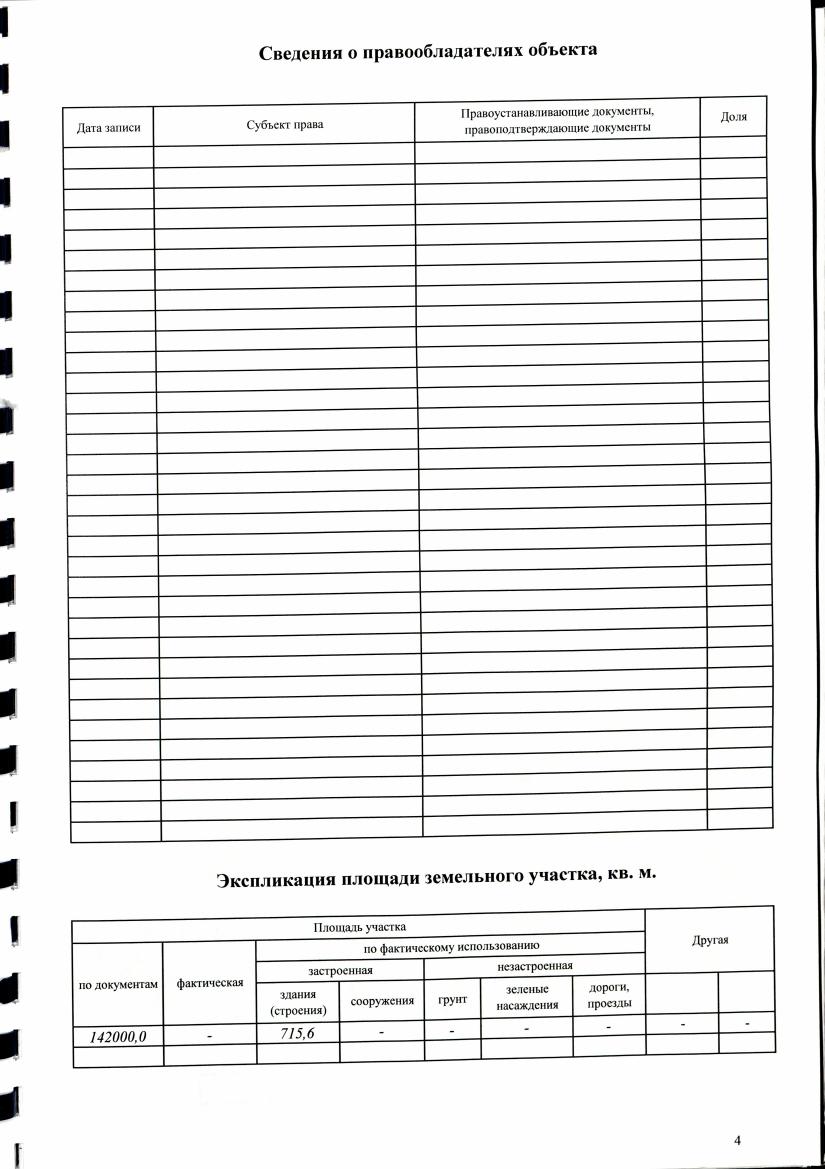 Сведения о правообладателях объекта
Дата записи
Субъект права
Правоустанавливающие документы,
правоподтверждающие документы
Доля
Экспликация площади земельного участка, кв. м.
Площадь участка
Другая
по документам
фактическая
по фактическому использованию
застроенная
незастроенная
здания
(строения)
сооружения
грунт
зеленые
насаждения
дороги,
проезды
142000,0 - 715,6 - - - - - -
4